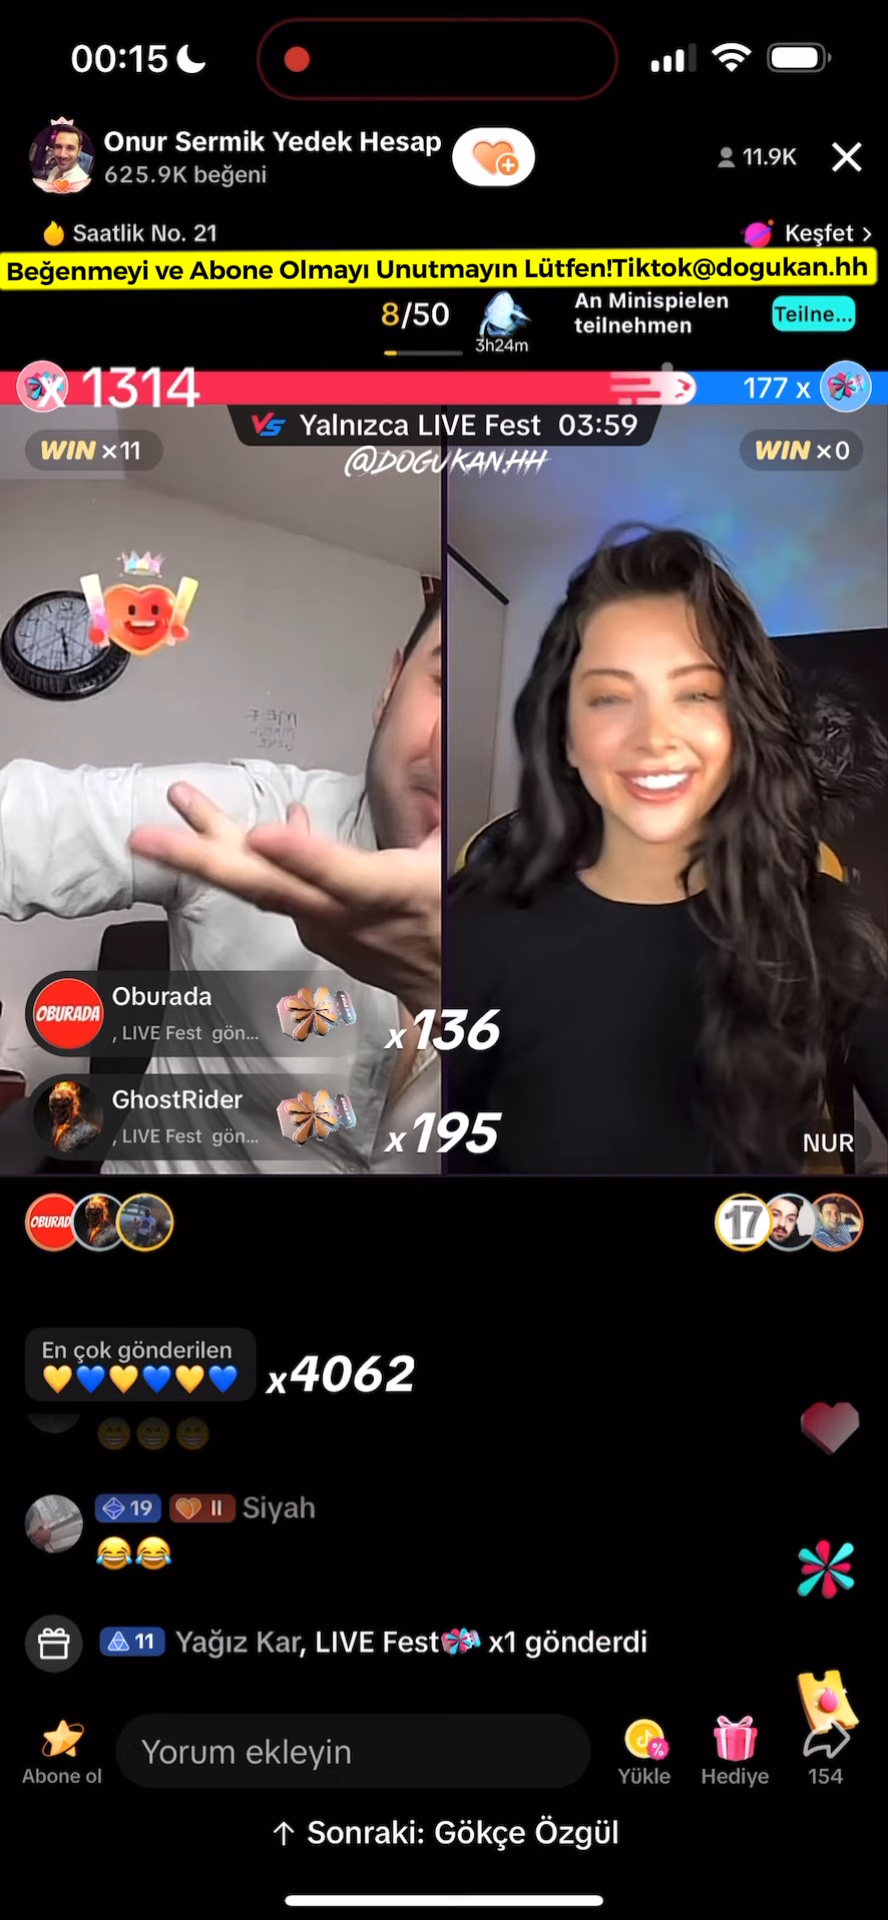 00:15
Onur Sermik Yedek Hesap
625.9K beğeni
11.9K
Saatlik No. 21
Keşfet >
Beğenmeyi ve Abone Olmayı Unutmayın Lütfen!Tiktok@dogukan.hh
8/50
3h24m
An Minispielen
teilnehmen
Teilne...
x 1314
177 x
VS Yalnızca LIVE Fest 03:59
WIN x11
WIN x0
@DOGUKAN.HH
OBURADA
Oburada
, LIVE Fest gön...
x136
GhostRider
, LIVE Fest gön...
x195
NUR
OBURAD
17
En çok gönderilen
x4062
19 II Siyah
11 Yağız Kar, LIVE Fest x1 gönderdi
Abone ol
Yorum ekleyin
Yükle
Hediye
154
↑ Sonraki: Gökçe Özgül